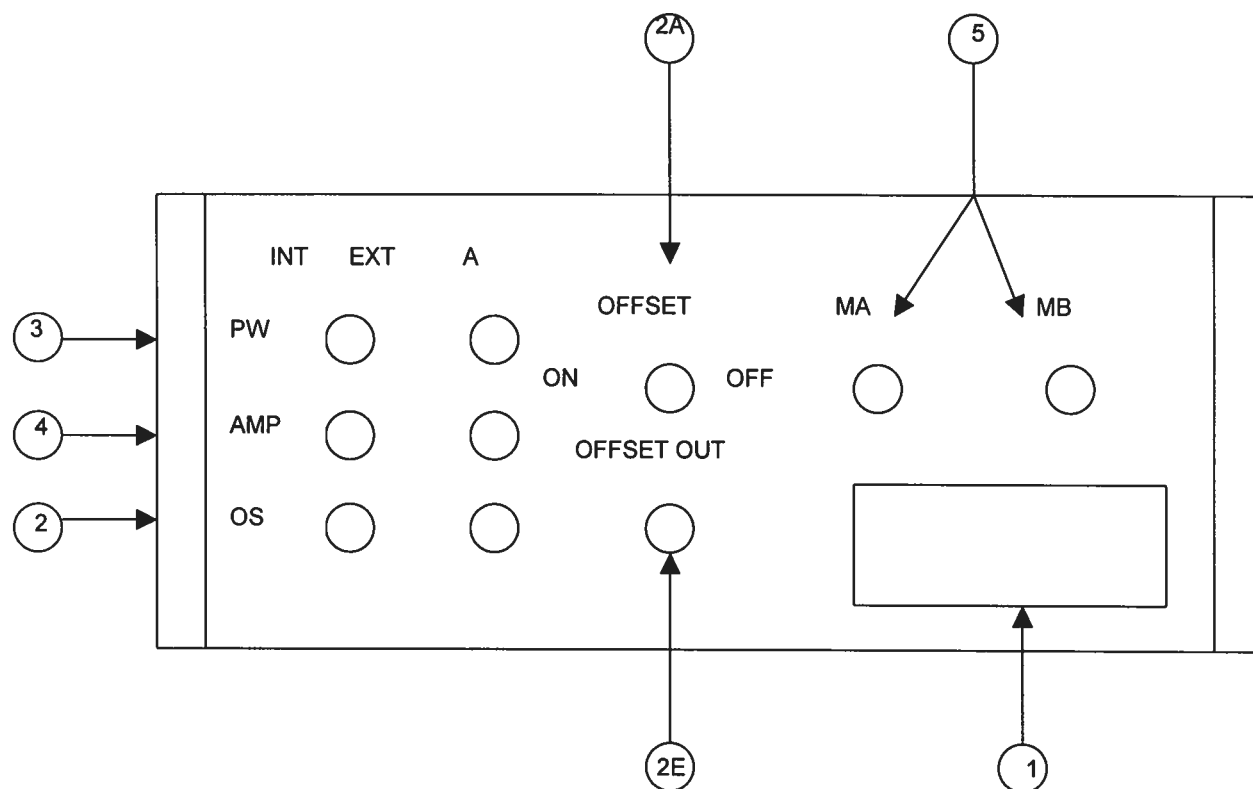 2A 5
INT EXT A
OFFSET MA MB
3 PW
ON OFF
4 AMP
OFFSET OUT
2 OS
2E 1